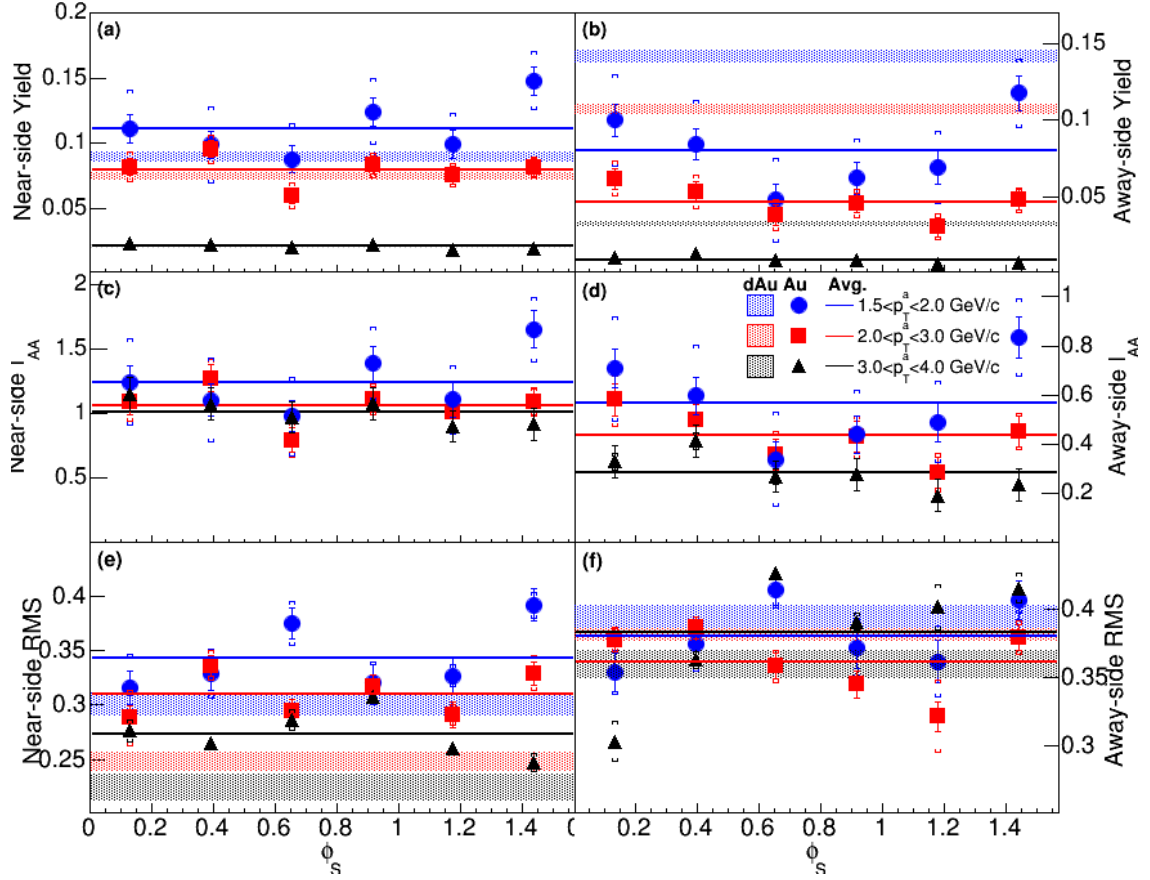 (a)
Near-side Yield
0.2
0.15
0.1
0.05
(b)
Away-side Yield
0.15
0.1
0.05
(c)
Near-side I_AA
2
1.5
1
0.5
(d)
dAu Au Avg.
1.5<p_T^a<2.0 GeV/c
2.0<p_T^a<3.0 GeV/c
3.0<p_T^a<4.0 GeV/c
Away-side I_AA
1
0.8
0.6
0.4
0.2
(e)
Near-side RMS
0.4
0.35
0.3
0.25
(f)
Away-side RMS
0.4
0.35
0.3
0 0.2 0.4 0.6 0.8 1 1.2 1.4
ϕ_S
0.2 0.4 0.6 0.8 1 1.2 1.4
ϕ_S